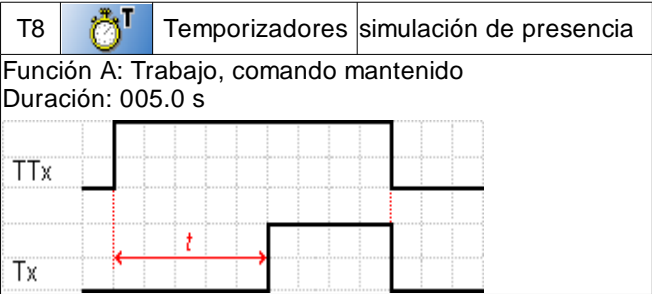 T8 T Temporizadores simulación de presencia
Función A: Trabajo, comando mantenido
Duración: 005.0 s
TTx
t
Tx